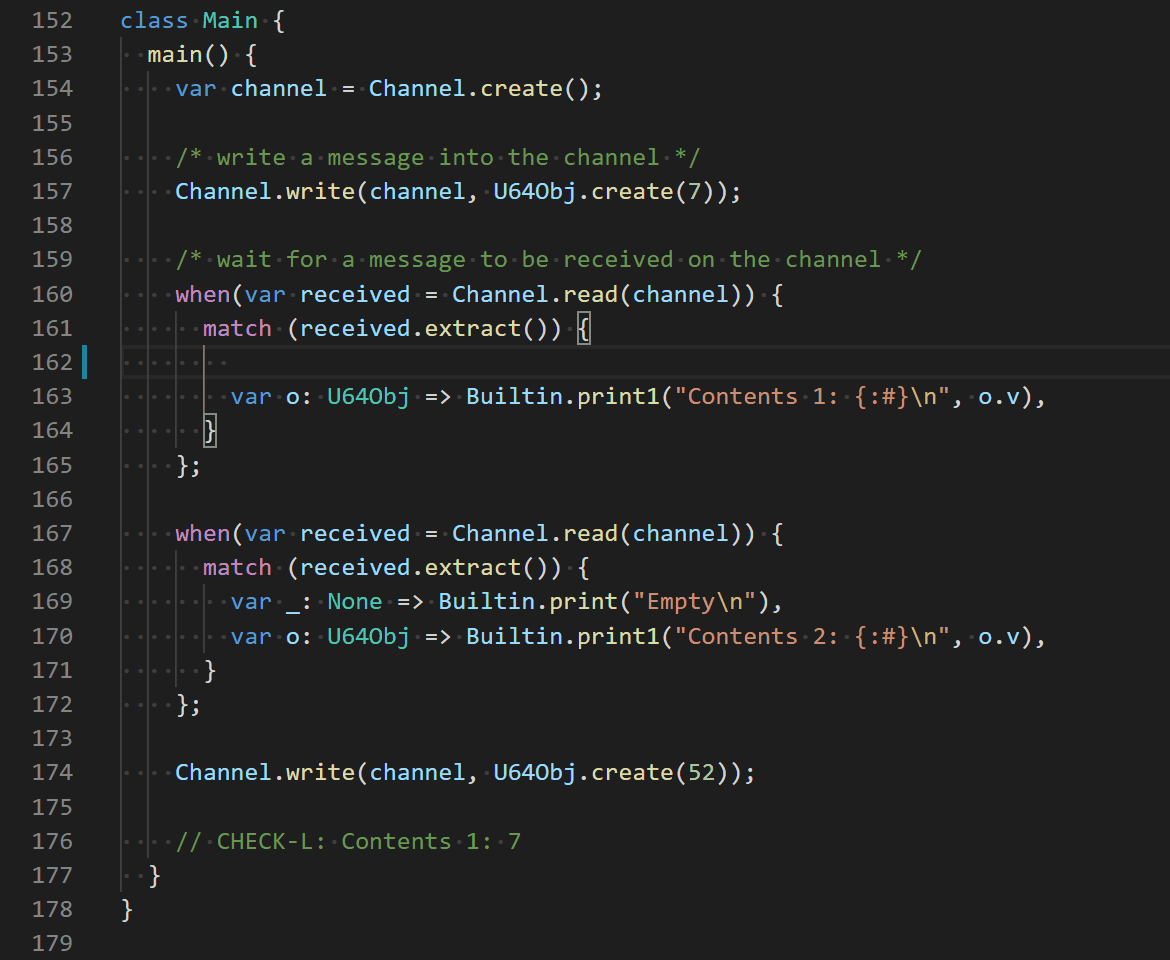 152 class Main {
153   main() {
154     var channel = Channel.create();
155
156     /* write a message into the channel */
157     Channel.write(channel, U64Obj.create(7));
158
159     /* wait for a message to be received on the channel */
160     when(var received = Channel.read(channel)) {
161       match (received.extract()) {
162
163         var o: U64Obj => Builtin.print1("Contents 1: {:#}\n", o.v),
164       }
165     };
166
167     when(var received = Channel.read(channel)) {
168       match (received.extract()) {
169         var _: None => Builtin.print("Empty\n"),
170         var o: U64Obj => Builtin.print1("Contents 2: {:#}\n", o.v),
171       }
172     };
173
174     Channel.write(channel, U64Obj.create(52));
175
176     // CHECK-L: Contents 1: 7
177   }
178 }
179